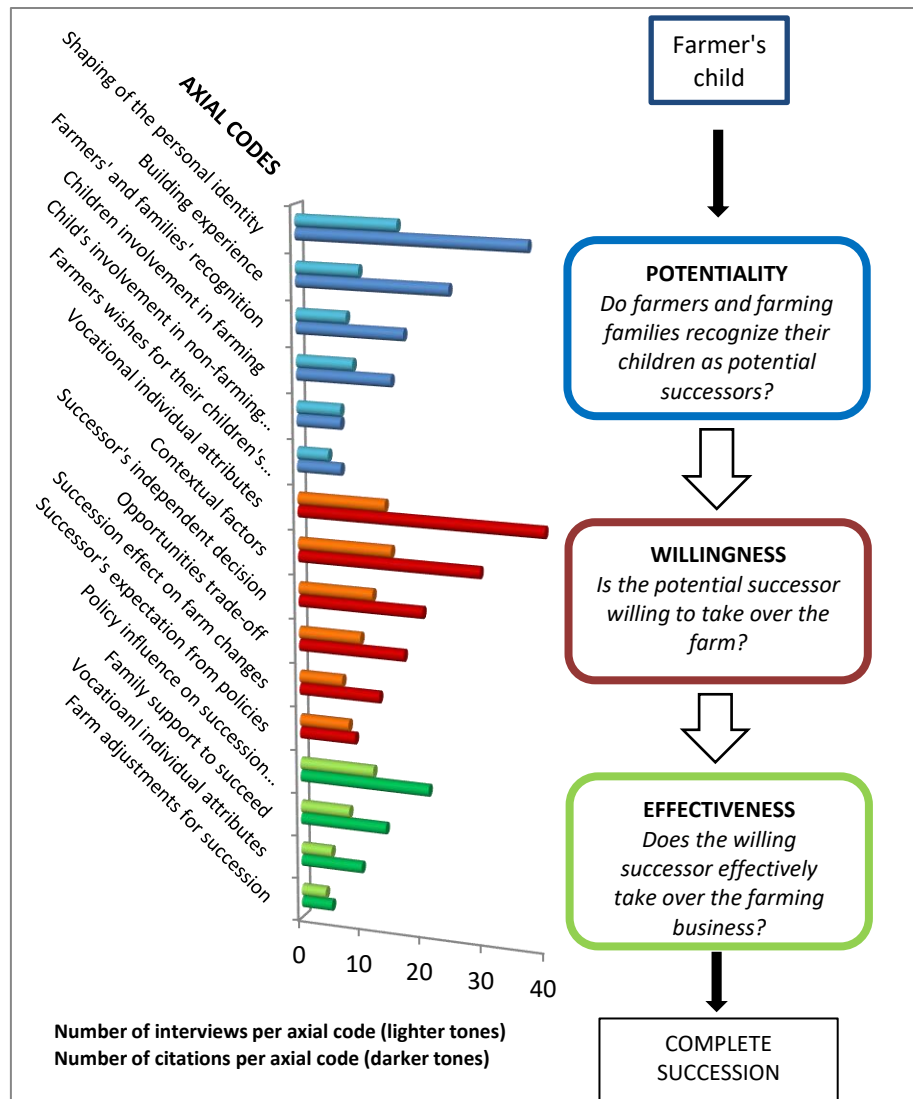 AXIAL CODES
Shaping of the personal identity
Building experience
Farmers' and families' recognition
Children involvement in farming
Child's involvement in non-farming...
Farmers wishes for their children's...
Vocational individual attributes
Contextual factors
Successor's independent decision
Opportunities trade-off
Succession effect on farm changes
Successor's expectation from policies
Policy influence on succession...
Family support to succeed
Vocatioanl individual attributes
Farm adjustments for succession
0
10
20
30
40
Number of interviews per axial code (lighter tones)
Number of citations per axial code (darker tones)
Farmer's
child
POTENTIALITY
Do farmers and farming
families recognize their
children as potential
successors?
WILLINGNESS
Is the potential successor
willing to take over the
farm?
EFFECTIVENESS
Does the willing
successor effectively
take over the farming
business?
COMPLETE
SUCCESSION